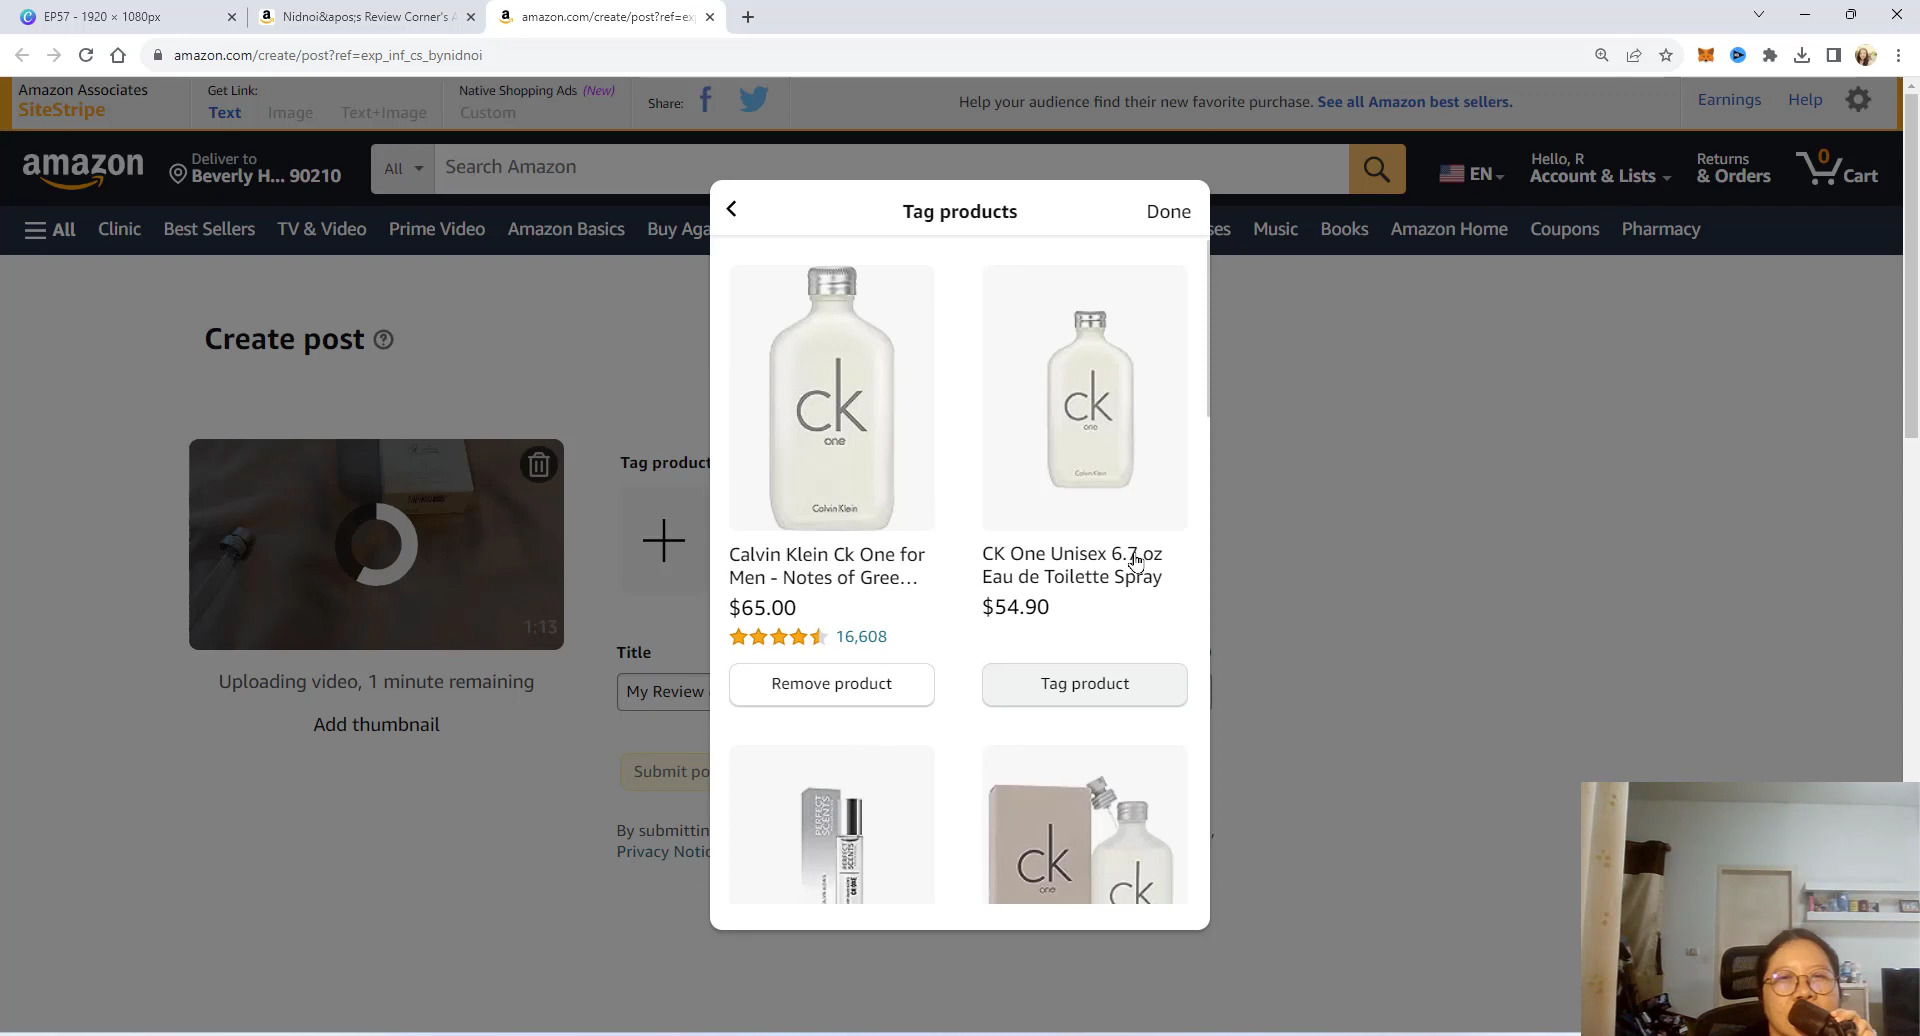 EP57 - 1920 × 1080px
Nidnoi&apos;s Review Corner's A
amazon.com/create/post?ref=ex
amazon.com/create/post?ref=exp_inf_cs_bynidnoi
Amazon Associates
SiteStripe
Get Link:
Text Image Text+Image
Native Shopping Ads (New)
Custom
Share:
Help your audience find their new favorite purchase. See all Amazon best sellers.
Earnings Help
amazon
Deliver to
Beverly H... 90210
All
Search Amazon
EN
Hello, R
Account & Lists
Returns
& Orders
0
Cart
All Clinic Best Sellers TV & Video Prime Video Amazon Basics Buy Aga
ses Music Books Amazon Home Coupons Pharmacy
Create post
1:13
Uploading video, 1 minute remaining
Add thumbnail
Tag product
Title
My Review
Submit po
By submittin
Privacy Notic
Tag products
Done
ck
one
Calvin Klein
Calvin Klein Ck One for
Men - Notes of Gree...
$65.00
16,608
Remove product
ck
one
Calvin Klein
CK One Unisex 6.7 oz
Eau de Toilette Spray
$54.90
Tag product
PERFECT
SCENTS
ck
one
ck